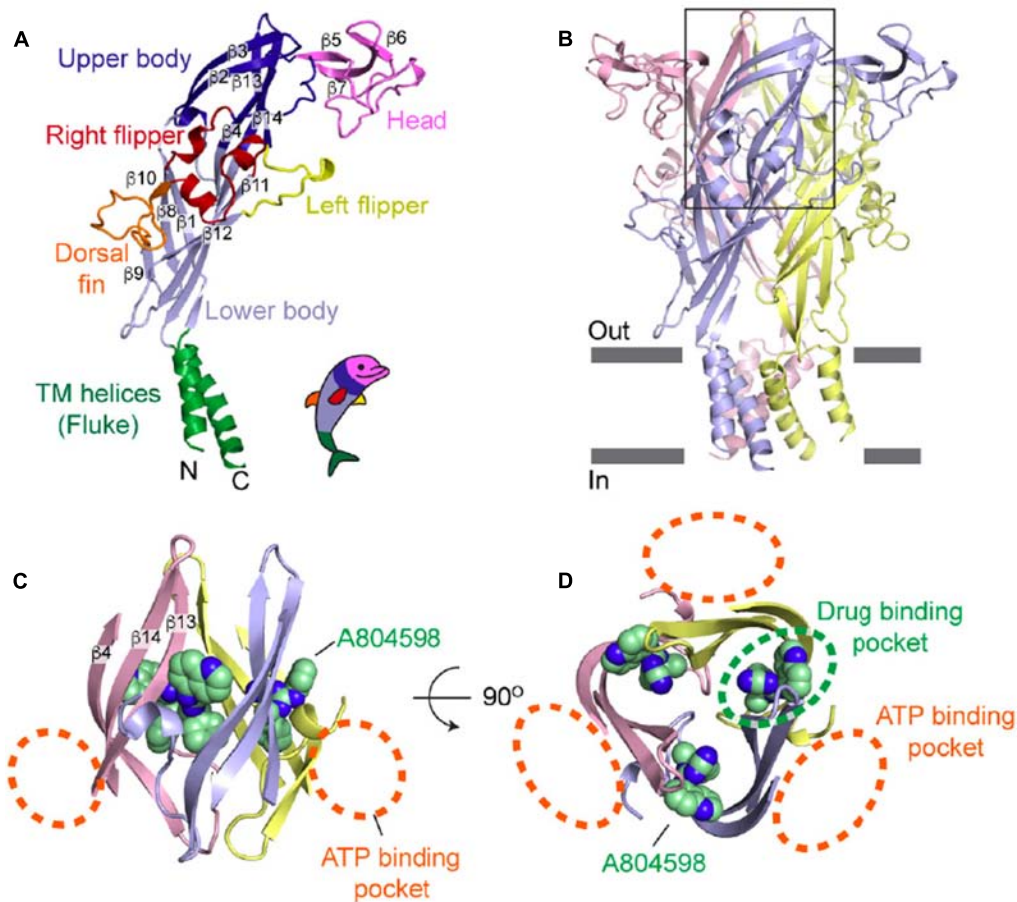 A
Upper body
β3
β2
β13
β5
β6
β7
Head
Right flipper
β4
β14
β10
β11
Left flipper
β8
β1
β12
Dorsal
fin
β9
Lower body
TM helices
(Fluke)
N
C
B
Out
In
C
β4
β14
β13
A804598
90º
ATP binding
pocket
D
Drug binding
pocket
ATP binding
pocket
A804598